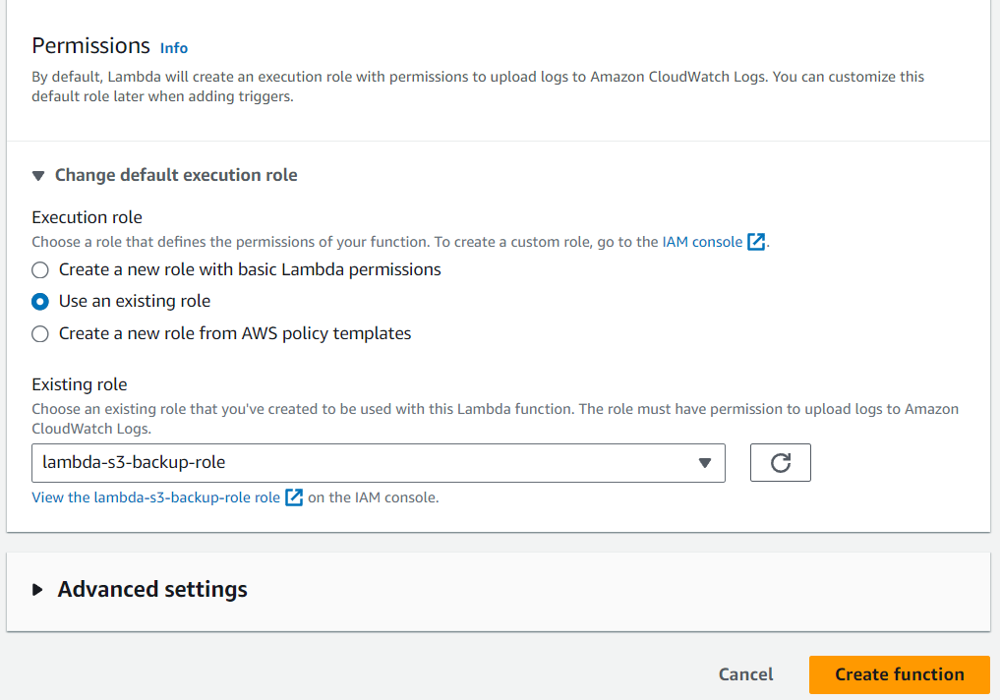 Permissions Info
By default, Lambda will create an execution role with permissions to upload logs to Amazon CloudWatch Logs. You can customize this
default role later when adding triggers.
Change default execution role
Execution role
Choose a role that defines the permissions of your function. To create a custom role, go to the IAM console.
Create a new role with basic Lambda permissions
Use an existing role
Create a new role from AWS policy templates
Existing role
Choose an existing role that you've created to be used with this Lambda function. The role must have permission to upload logs to Amazon
CloudWatch Logs.
lambda-s3-backup-role
View the lambda-s3-backup-role role on the IAM console.
Advanced settings
Cancel Create function